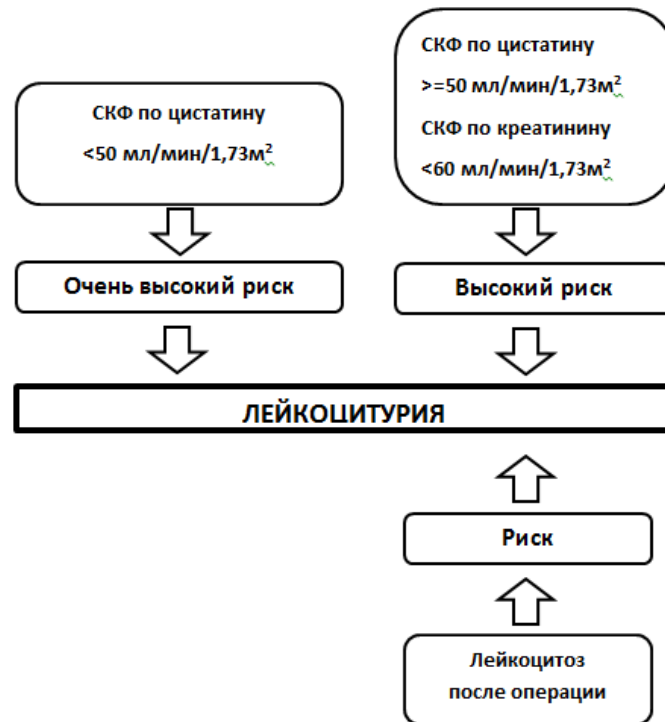 СКФ по цистатину
<50 мл/мин/1,73м²
СКФ по цистатину
>=50 мл/мин/1,73м²
СКФ по креатинину
<60 мл/мин/1,73м²
Очень высокий риск
Высокий риск
ЛЕЙКОЦИТУРИЯ
Риск
Лейкоцитоз
после операции